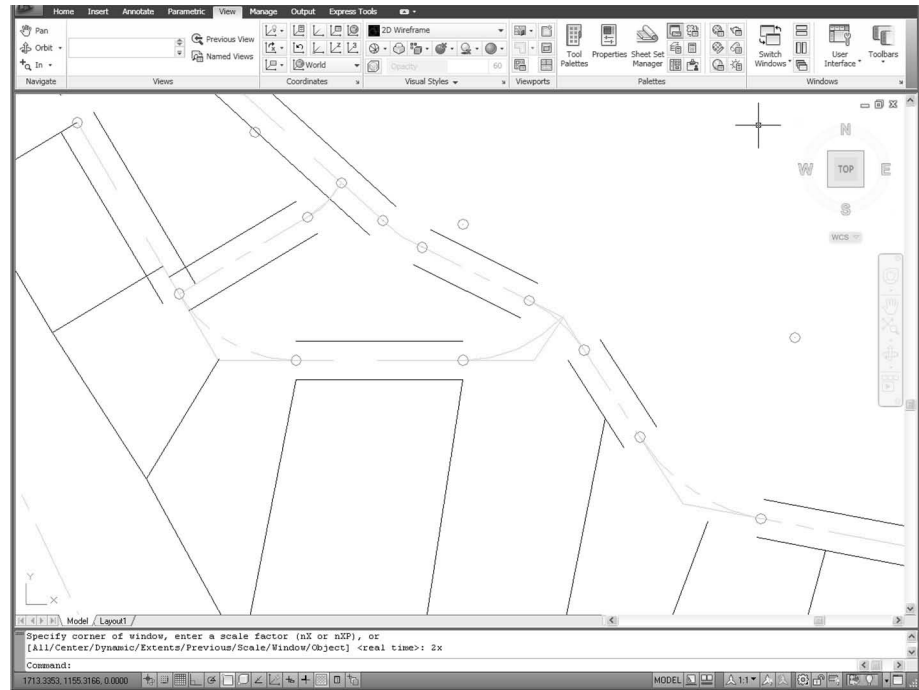 Home Insert Annotate Parametric View Manage Output Express Tools
Pan
Orbit
In
Navigate
Previous View
Named Views
Views
World
Coordinates
2D Wireframe
Opacity 60
Visual Styles
Viewports
Tool Palettes
Properties
Sheet Set Manager
Palettes
Switch Windows
User Interface
Toolbars
Windows
N
W TOP E
S
WCS
Y
X
Model Layout1
Specify corner of window, enter a scale factor (nX or nXP), or
[All/Center/Dynamic/Extents/Previous/Scale/Window/Object] <real time>: 2x
Command:
1713.3353, 1155.3166, 0.0000 MODEL 1:1